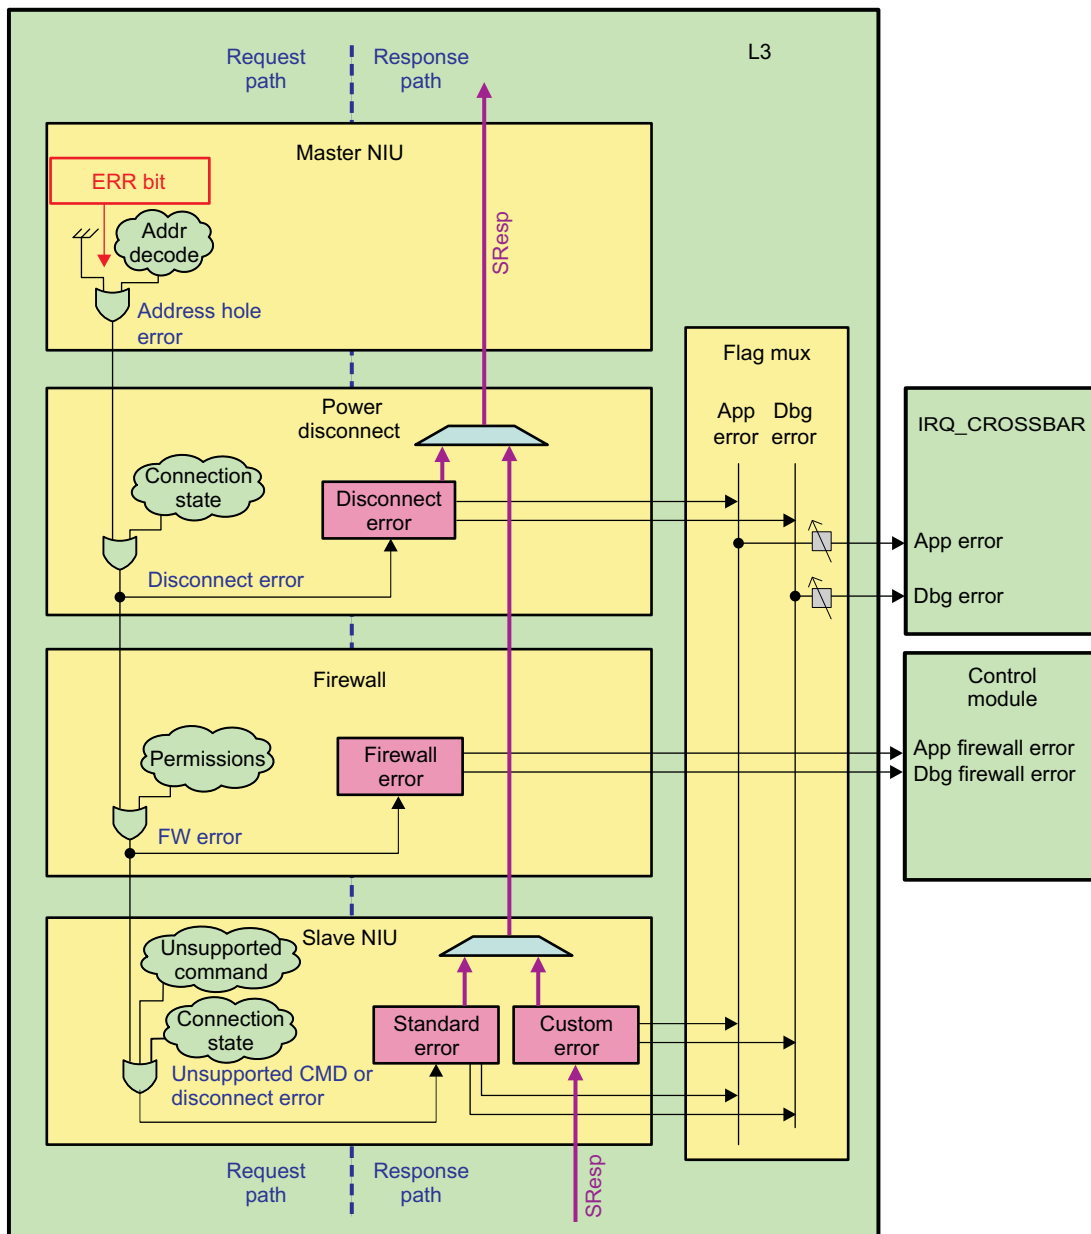 Request
path
Response
path
L3
Master NIU
ERR bit
Addr
decode
SResp
Address hole
error
Flag mux
App
error
Dbg
error
Power
disconnect
IRQ_CROSSBAR
Connection
state
Disconnect
error
App error
Disconnect error
Dbg error
Firewall
Control
module
Permissions
Firewall
error
App firewall error
Dbg firewall error
FW error
Slave NIU
Unsupported
command
Connection
state
Standard
error
Custom
error
Unsupported CMD or
disconnect error
Request
path
Response
path
SResp